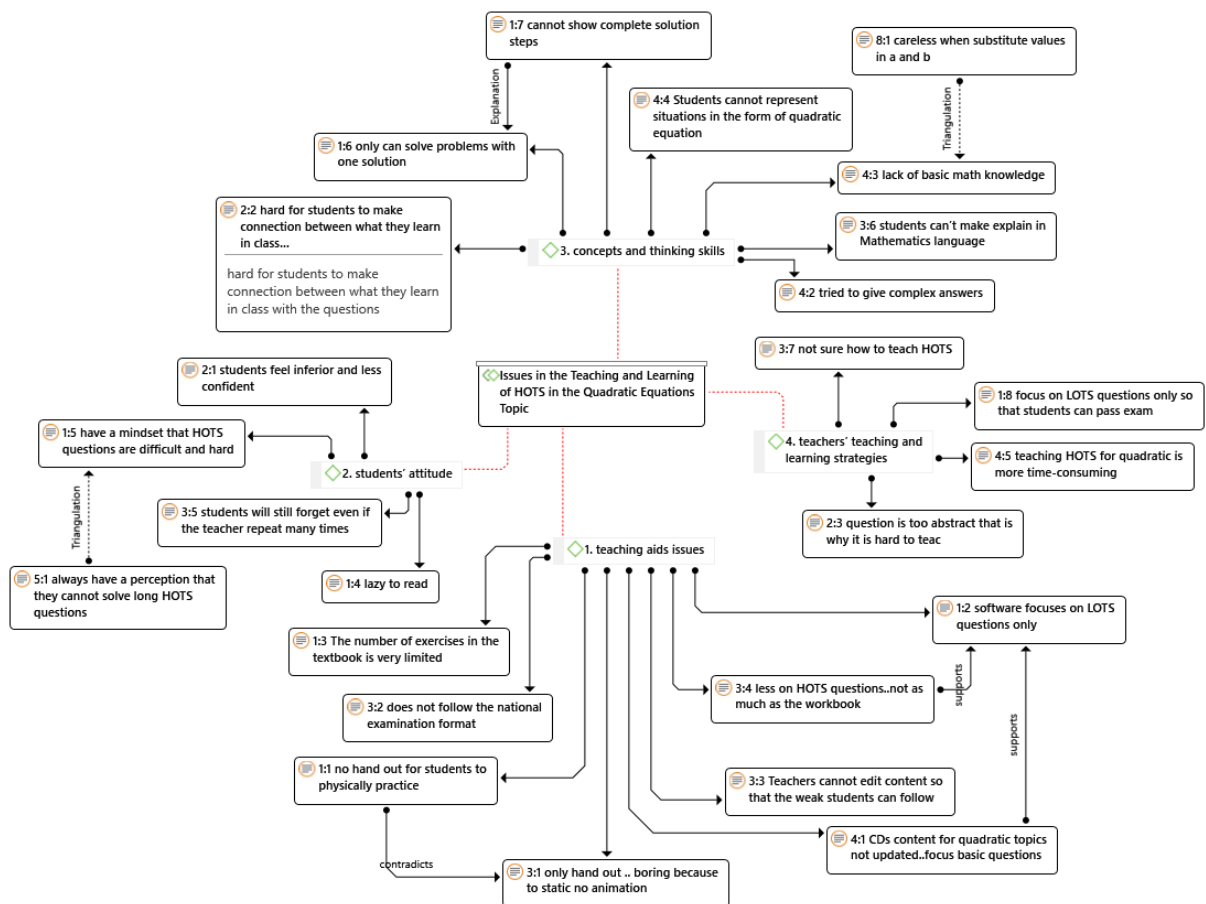 1:7 cannot show complete solution
steps
8:1 careless when substitute values
in a and b
Explanation
Triangulation
4:4 Students cannot represent
situations in the form of quadratic
equation
1:6 only can solve problems with
one solution
4:3 lack of basic math knowledge
2:2 hard for students to make
connection between what they learn
in class...
hard for students to make
connection between what they learn
in class with the questions
3. concepts and thinking skills
3:6 students can't make explain in
Mathematics language
4:2 tried to give complex answers
3:7 not sure how to teach HOTS
2:1 students feel inferior and less
confident
Issues in the Teaching and Learning
of HOTS in the Quadratic Equations
Topic
1:8 focus on LOTS questions only so
that students can pass exam
1:5 have a mindset that HOTS
questions are difficult and hard
4. teachers' teaching and
learning strategies
4:5 teaching HOTS for quadratic is
more time-consuming
2. students' attitude
Triangulation
3:5 students will still forget even if
the teacher repeat many times
2:3 question is too abstract that is
why it is hard to teac
1. teaching aids issues
5:1 always have a perception that
they cannot solve long HOTS
questions
1:4 lazy to read
1:2 software focuses on LOTS
questions only
1:3 The number of exercises in the
textbook is very limited
3:4 less on HOTS questions..not as
much as the workbook
supports
supports
3:2 does not follow the national
examination format
1:1 no hand out for students to
physically practice
3:3 Teachers cannot edit content so
that the weak students can follow
4:1 CDs content for quadratic topics
not updated..focus basic questions
contradicts
3:1 only hand out .. boring because
to static no animation